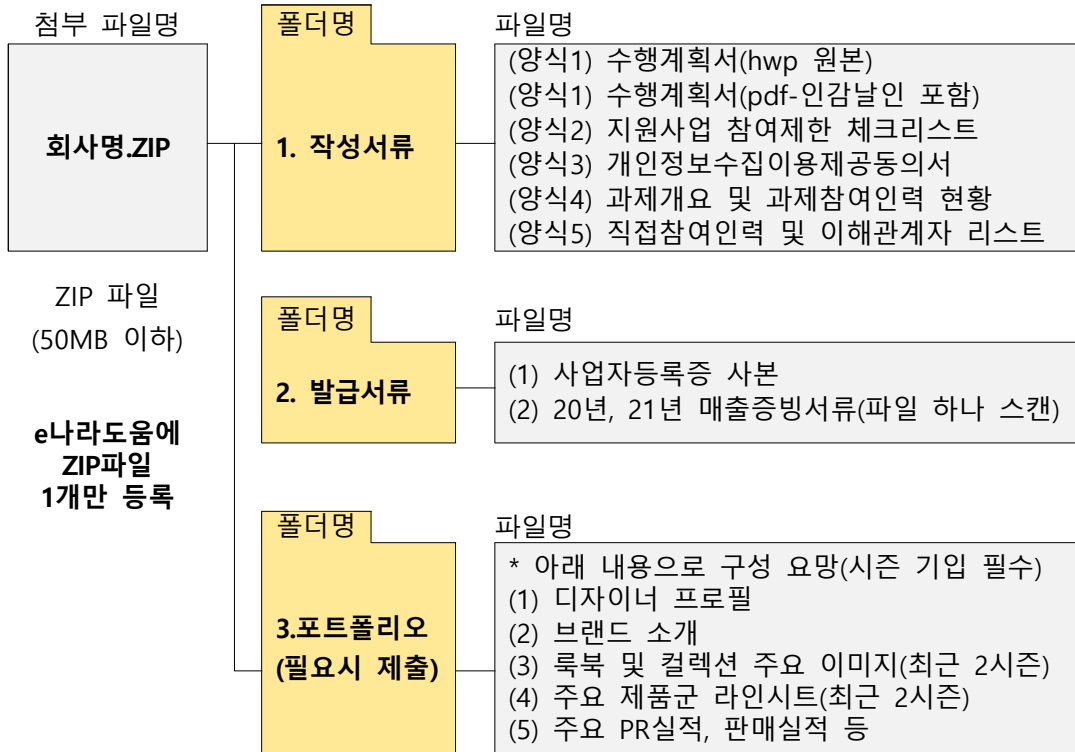 첨부 파일명
회사명.ZIP
ZIP 파일
(50MB 이하)
e나라도움에
ZIP파일
1개만 등록
폴더명
1. 작성서류
파일명
(양식1) 수행계획서(hwp 원본)
(양식1) 수행계획서(pdf-인감날인 포함)
(양식2) 지원사업 참여제한 체크리스트
(양식3) 개인정보수집이용제공동의서
(양식4) 과제개요 및 과제참여인력 현황
(양식5) 직접참여인력 및 이해관계자 리스트
폴더명
2. 발급서류
파일명
(1) 사업자등록증 사본
(2) 20년, 21년 매출증빙서류(파일 하나 스캔)
폴더명
3.포트폴리오
(필요시 제출)
파일명
* 아래 내용으로 구성 요망(시즌 기입 필수)
(1) 디자이너 프로필
(2) 브랜드 소개
(3) 룩북 및 컬렉션 주요 이미지(최근 2시즌)
(4) 주요 제품군 라인시트(최근 2시즌)
(5) 주요 PR실적, 판매실적 등